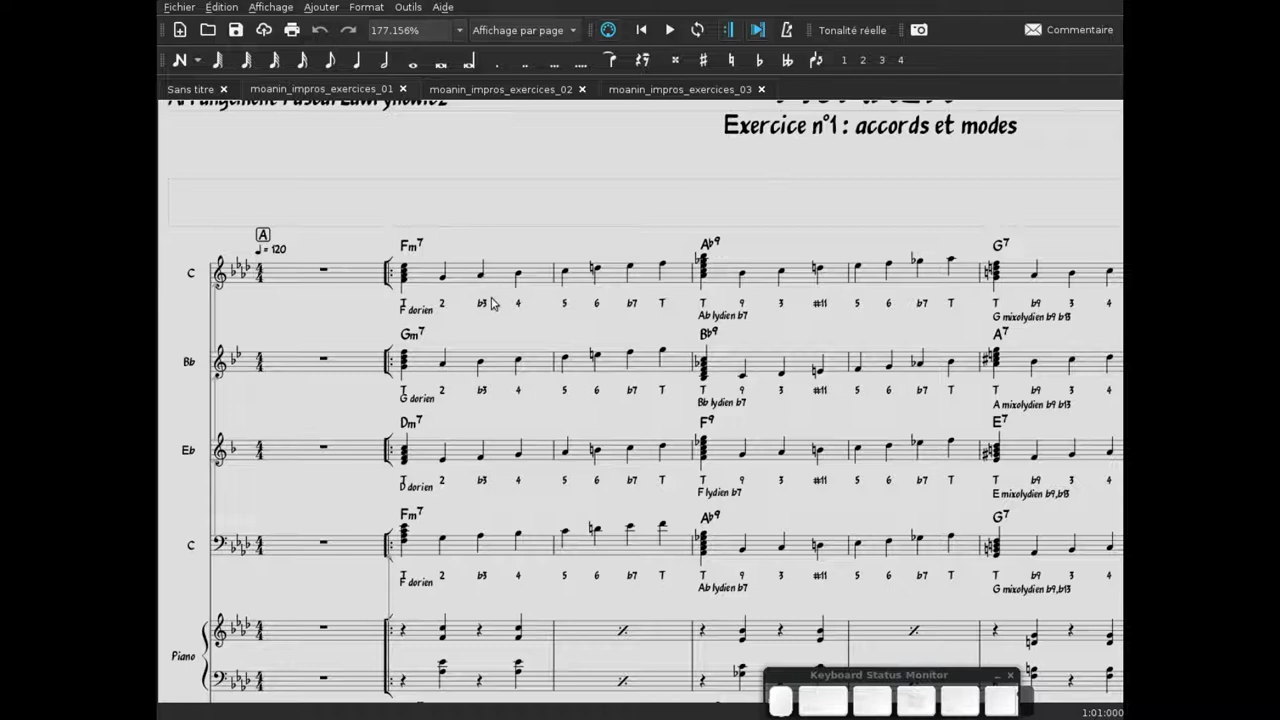 Fichier Édition Affichage Ajouter Format Outils Aide
177.156% Affichage par page Tonalité réelle Commentaire
1 2 3 4
Sans titre moanin_impros_exercices_01 moanin_impros_exercices_02 moanin_impros_exercices_03
Exercice n°1 : accords et modes
A
= 120
Fm7 Ab9 G7
C
T 2 b3 4 5 6 b7 T T 9 3 #11 5 6 b7 T T b9 3 4
F dorien Ab lydien b7 G mixolydien b9 b13
Gm7 Bb9 A7
Bb
T 2 b3 4 5 6 b7 T T 9 3 #11 5 6 b7 T T b9 3 4
G dorien Bb lydien b7 A mixolydien b9 b13
Dm7 F9 E7
Eb
T 2 b3 4 5 6 b7 T T 9 3 #11 5 6 b7 T T b9 3 4
D dorien F lydien b7 E mixolydien b9,b13
Fm7 Ab9 G7
C
T 2 b3 4 5 6 b7 T T 9 3 #11 5 6 b7 T T b9 3 4
F dorien Ab lydien b7 G mixolydien b9,b13
Piano
Keyboard Status Monitor
1:01:000